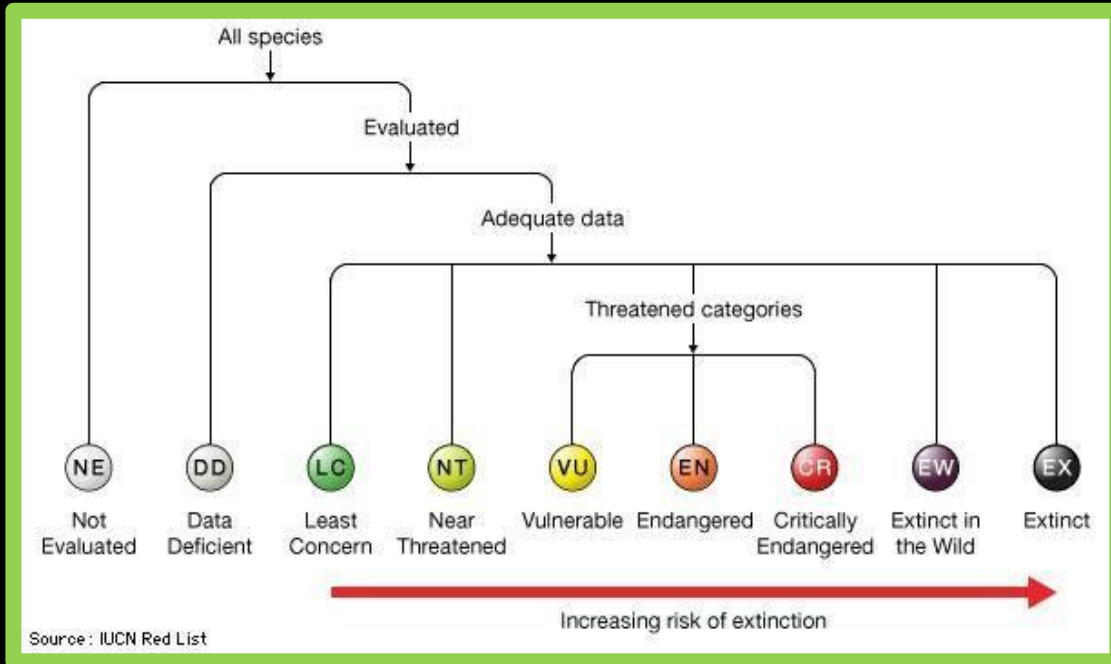 All species
Evaluated
Adequate data
Threatened categories
NE
DD
LC
NT
VU
EN
CR
EW
EX
Not
Evaluated
Data
Deficient
Least
Concern
Near
Threatened
Vulnerable
Endangered
Critically
Endangered
Extinct in
the Wild
Extinct
Increasing risk of extinction
Source: IUCN Red List